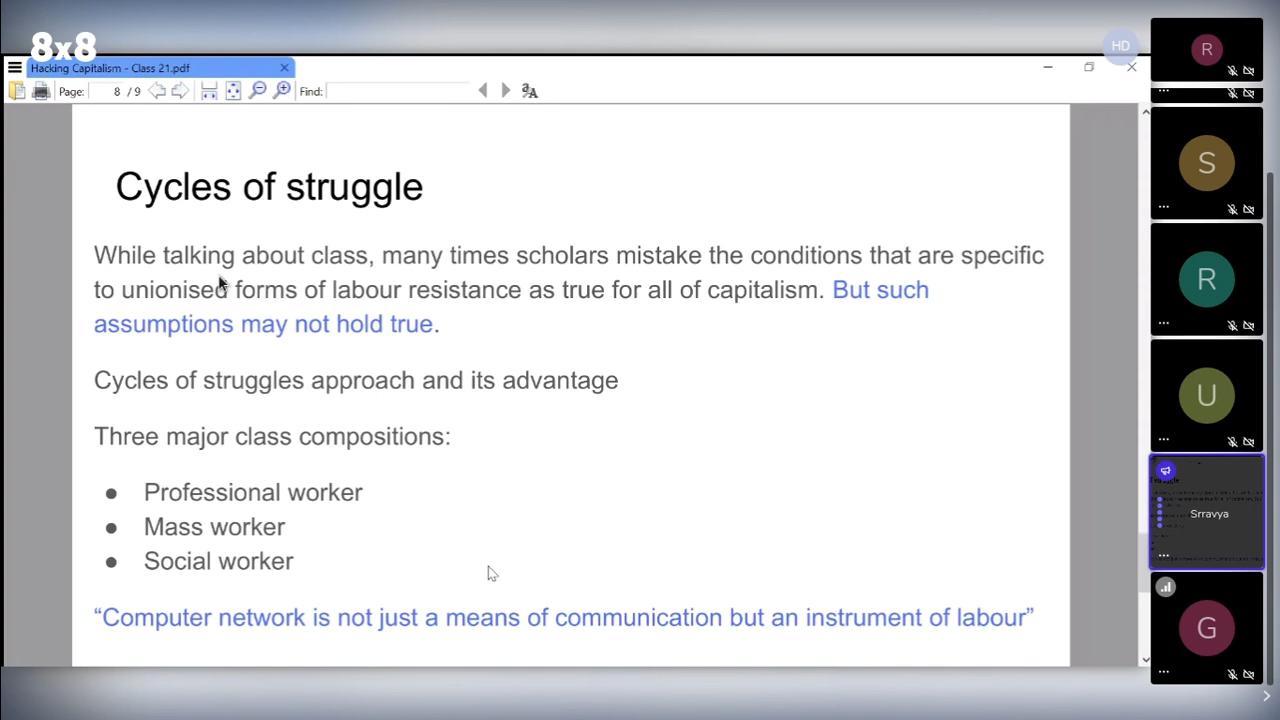 8x8
HD
R
Hacking Capitalism - Class 21.pdf
Page: 8 / 9 Find:
Cycles of struggle
While talking about class, many times scholars mistake the conditions that are specific
to unionised forms of labour resistance as true for all of capitalism. But such
assumptions may not hold true.
Cycles of struggles approach and its advantage
Three major class compositions:
● Professional worker
● Mass worker
● Social worker
“Computer network is not just a means of communication but an instrument of labour”
S
R
U
Srravya
G